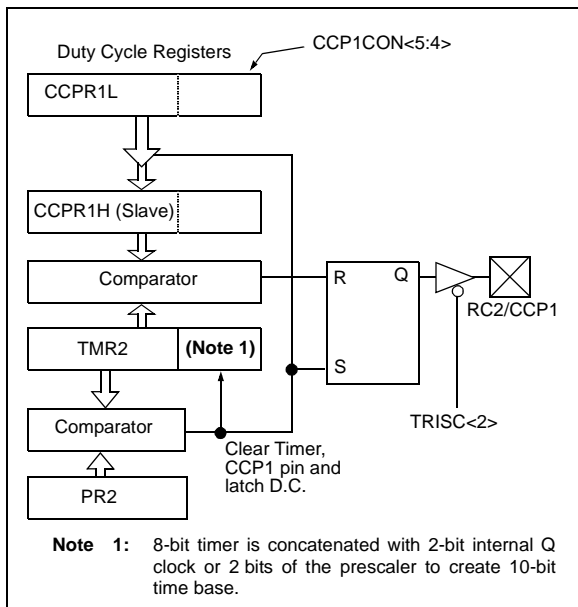 Duty Cycle Registers
CCP1CON<5:4>
CCPR1L
CCPR1H (Slave)
Comparator
R
Q
RC2/CCP1
TMR2
(Note 1)
S
TRISC<2>
Comparator
Clear Timer,
CCP1 pin and
latch D.C.
PR2
Note 1: 8-bit timer is concatenated with 2-bit internal Q
clock or 2 bits of the prescaler to create 10-bit
time base.